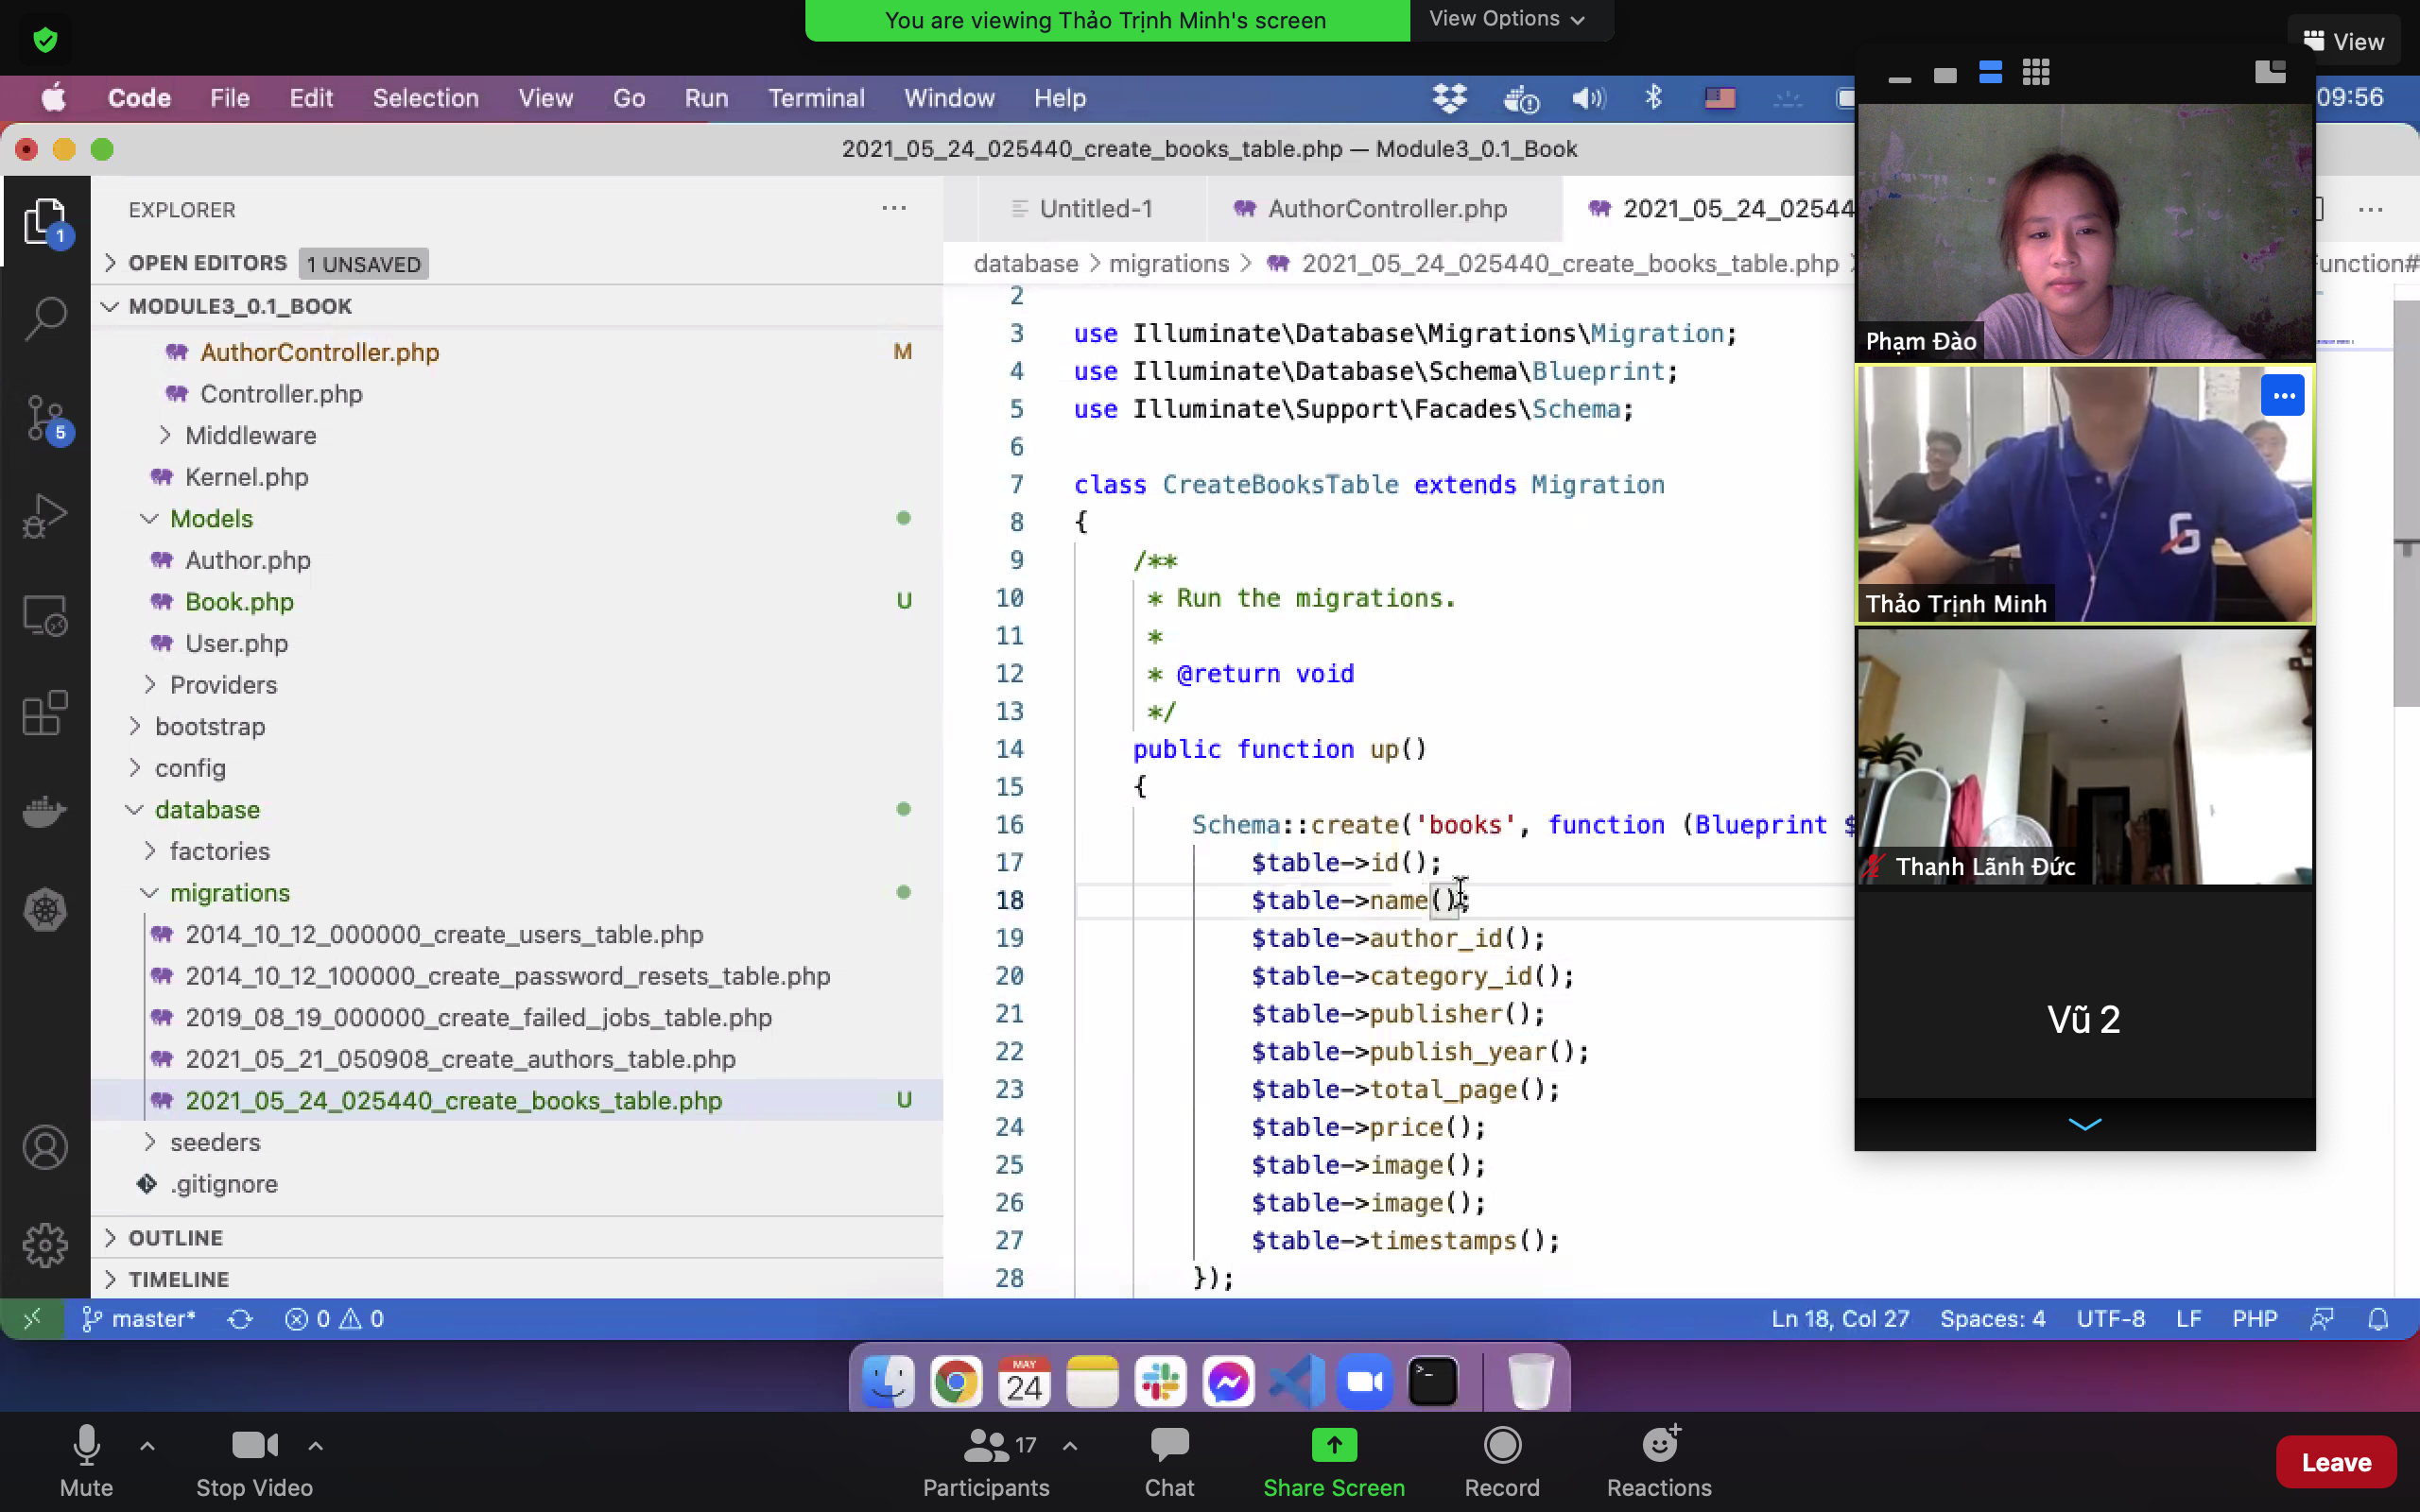 You are viewing Thảo Trịnh Minh's screen
View Options
View
Code File Edit Selection View Go Run Terminal Window Help
09:56
2021_05_24_025440_create_books_table.php — Module3_0.1_Book
EXPLORER
OPEN EDITORS 1 UNSAVED
MODULE3_0.1_BOOK
AuthorController.php M
Controller.php
Middleware
Kernel.php
Models
Author.php
Book.php U
User.php
Providers
bootstrap
config
database
factories
migrations
2014_10_12_000000_create_users_table.php
2014_10_12_100000_create_password_resets_table.php
2019_08_19_000000_create_failed_jobs_table.php
2021_05_21_050908_create_authors_table.php
2021_05_24_025440_create_books_table.php U
seeders
.gitignore
OUTLINE
TIMELINE
1
5
Untitled-1 AuthorController.php 2021_05_24_02544
database > migrations > 2021_05_24_025440_create_books_table.php
unction#
2
3 use Illuminate\Database\Migrations\Migration;
4 use Illuminate\Database\Schema\Blueprint;
5 use Illuminate\Support\Facades\Schema;
6
7 class CreateBooksTable extends Migration
8 {
9 /**
10 * Run the migrations.
11 *
12 * @return void
13 */
14 public function up()
15 {
16 Schema::create('books', function (Blueprint $
17 $table->id();
18 $table->name();
19 $table->author_id();
20 $table->category_id();
21 $table->publisher();
22 $table->publish_year();
23 $table->total_page();
24 $table->price();
25 $table->image();
26 $table->image();
27 $table->timestamps();
28 });
Phạm Đào
Thảo Trịnh Minh
G
Thanh Lãnh Đức
Vũ 2
master* 0 0
Ln 18, Col 27 Spaces: 4 UTF-8 LF PHP
MAY
24
Mute
Stop Video
17
Participants
Chat
Share Screen
Record
Reactions
Leave